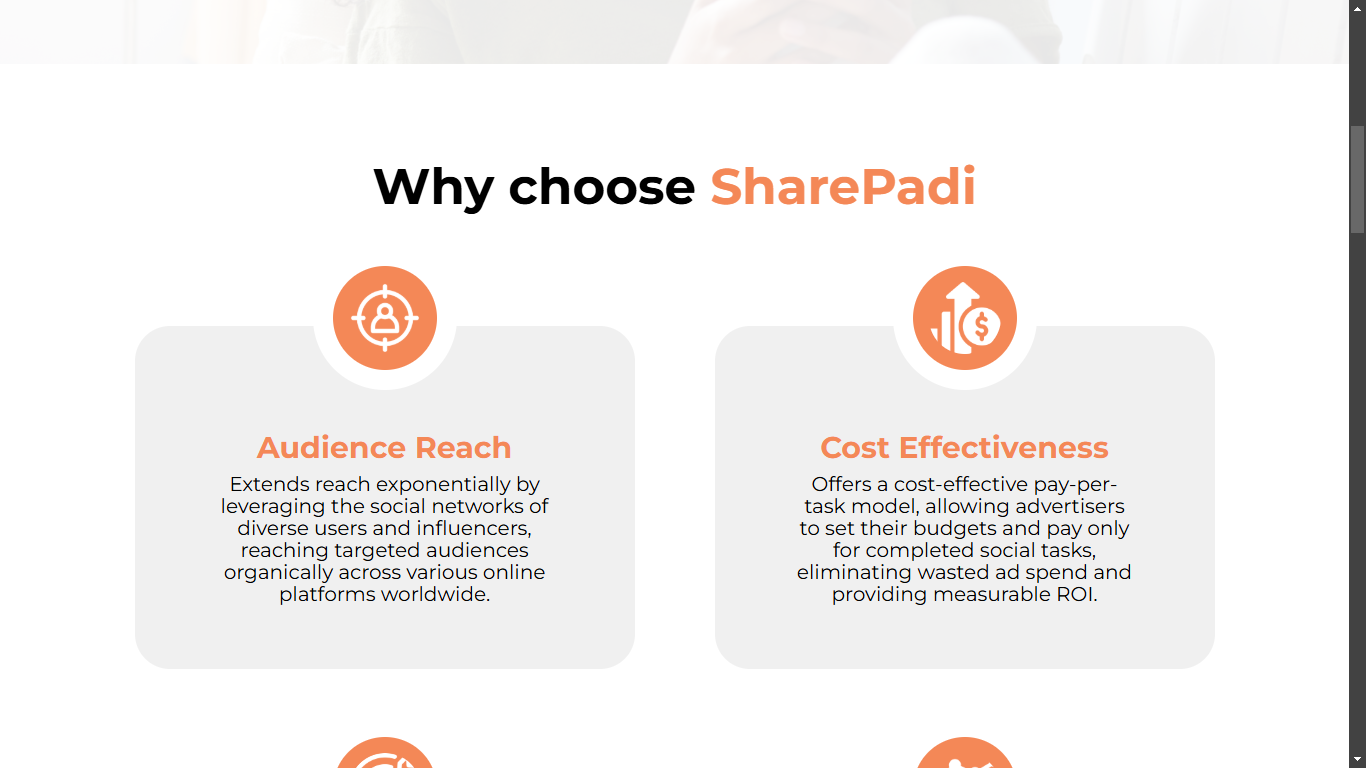 Why choose SharePadi
Audience Reach
Extends reach exponentially by
leveraging the social networks of
diverse users and influencers,
reaching targeted audiences
organically across various online
platforms worldwide.
$
Cost Effectiveness
Offers a cost-effective pay-per-
task model, allowing advertisers
to set their budgets and pay only
for completed social tasks,
eliminating wasted ad spend and
providing measurable ROI.